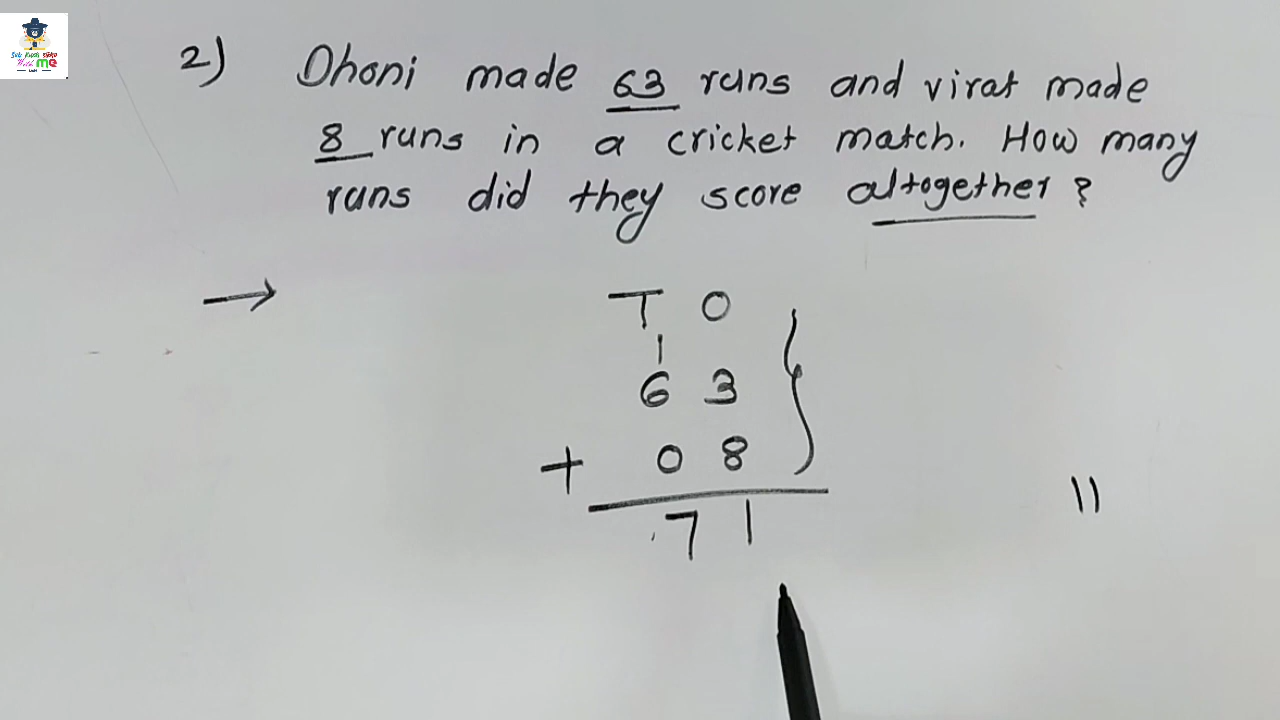 2) Dhoni made 63 runs and virat made
8 runs in a cricket match. How many
runs did they score altogether?
→ T O
1
6 3
+ 0 8
7 1
11
me